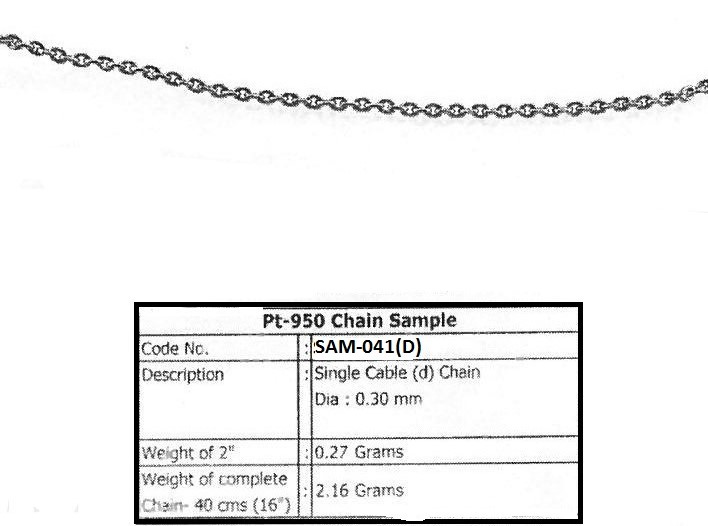 Pt-950 Chain Sample
Code No. : SAM-041(D)
Description : Single Cable (d) Chain
Dia : 0.30 mm
Weight of 2" : 0.27 Grams
Weight of complete
Chain- 40 cms (16") : 2.16 Grams